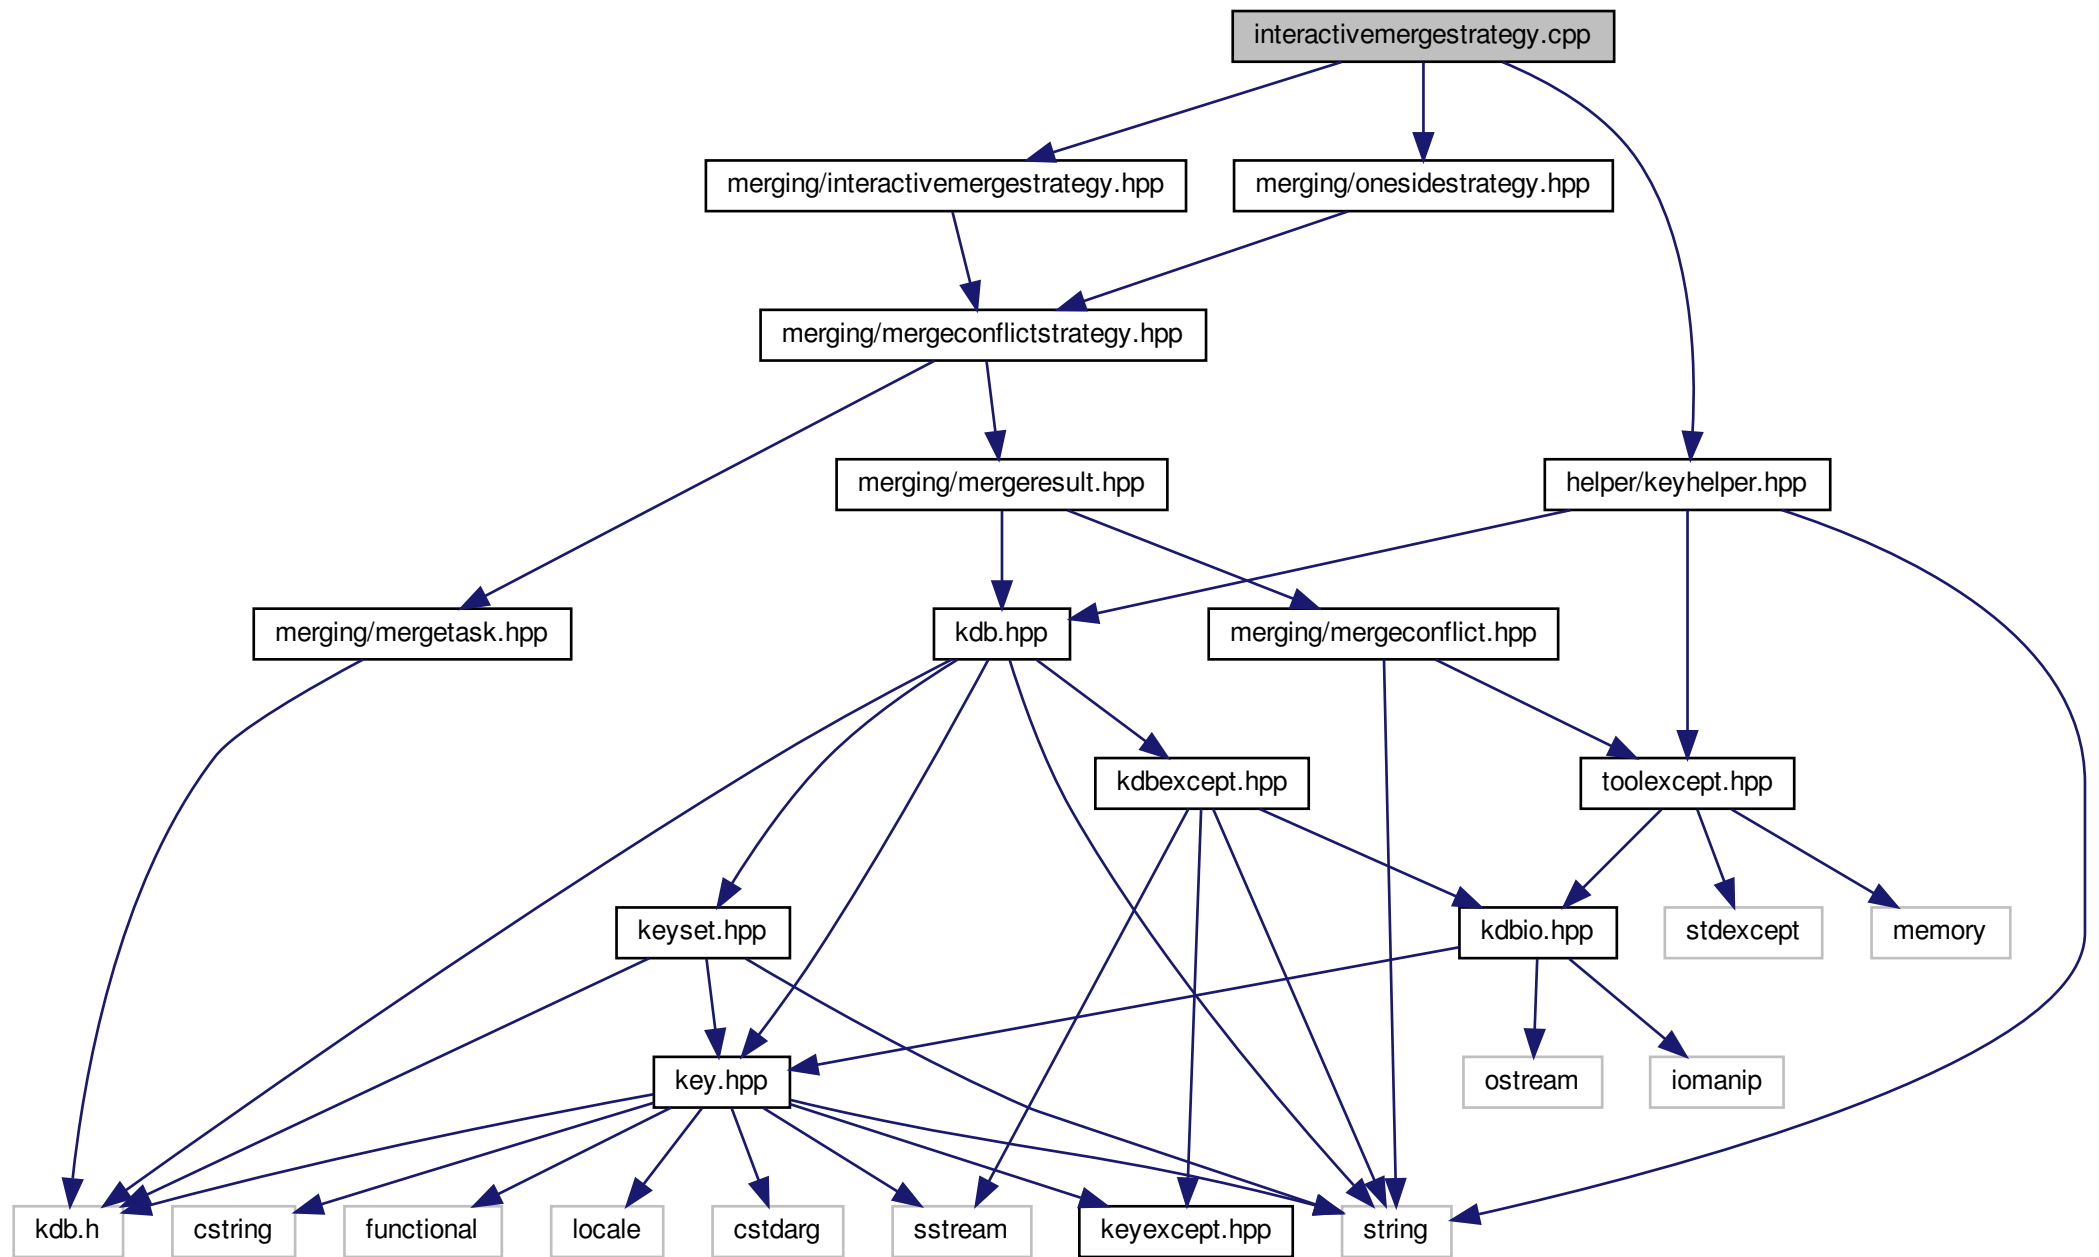 interactivemergestrategy.cpp
merging/interactivemergestrategy.hpp
merging/onesidestrategy.hpp
merging/mergeconflictstrategy.hpp
merging/mergeresult.hpp
helper/keyhelper.hpp
merging/mergetask.hpp
kdb.hpp
merging/mergeconflict.hpp
kdbexcept.hpp
toolexcept.hpp
keyset.hpp
kdbio.hpp
stdexcept
memory
key.hpp
ostream
iomanip
kdb.h
cstring
functional
locale
cstdarg
sstream
keyexcept.hpp
string